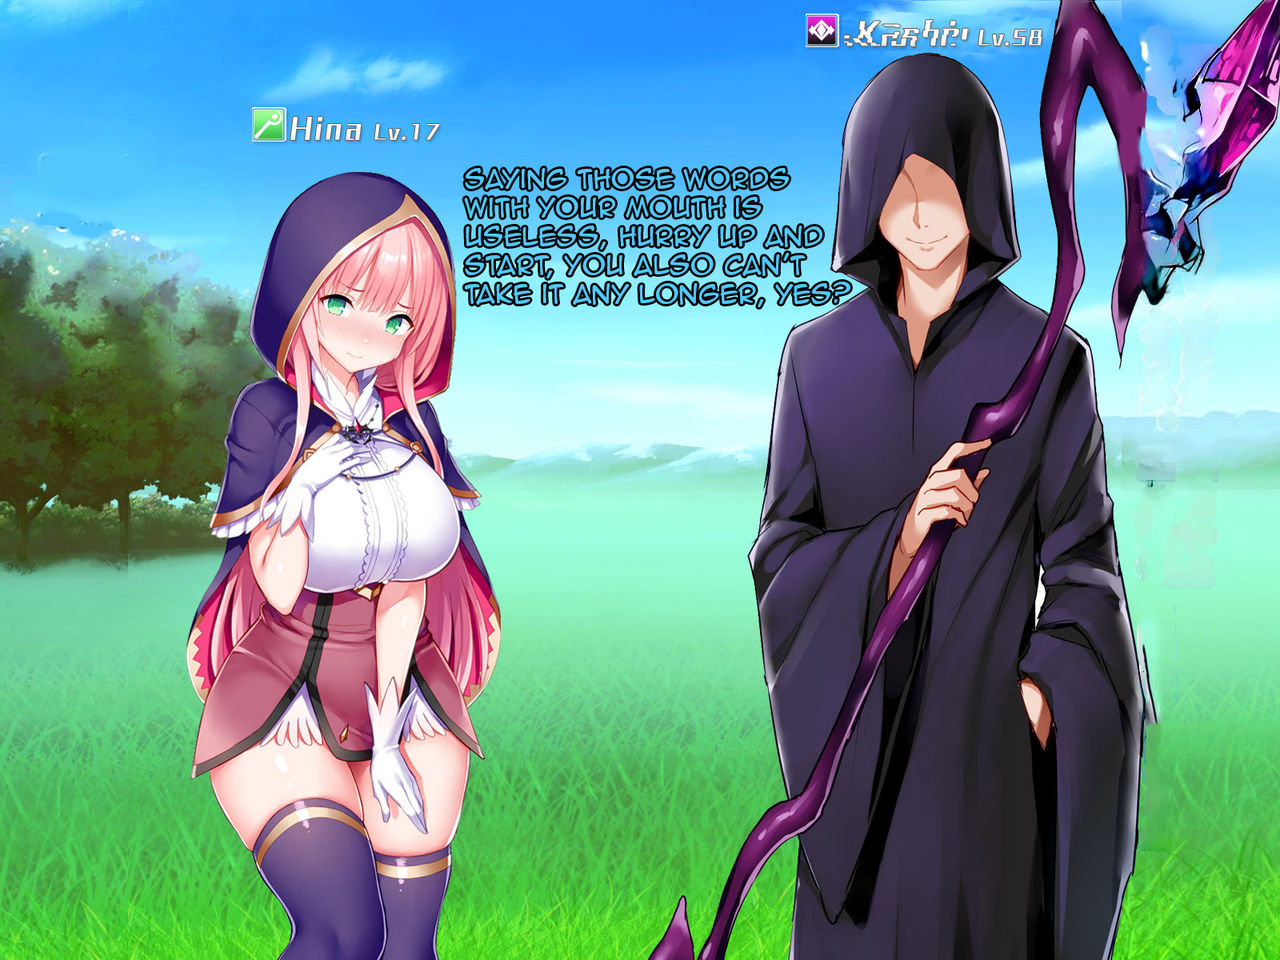 Lv.58
Hina Lv.17
SAYING THOSE WORDS
WITH YOUR MOUTH IS
USELESS, HURRY UP AND
START, YOU ALSO CAN'T
TAKE IT ANY LONGER, YES?